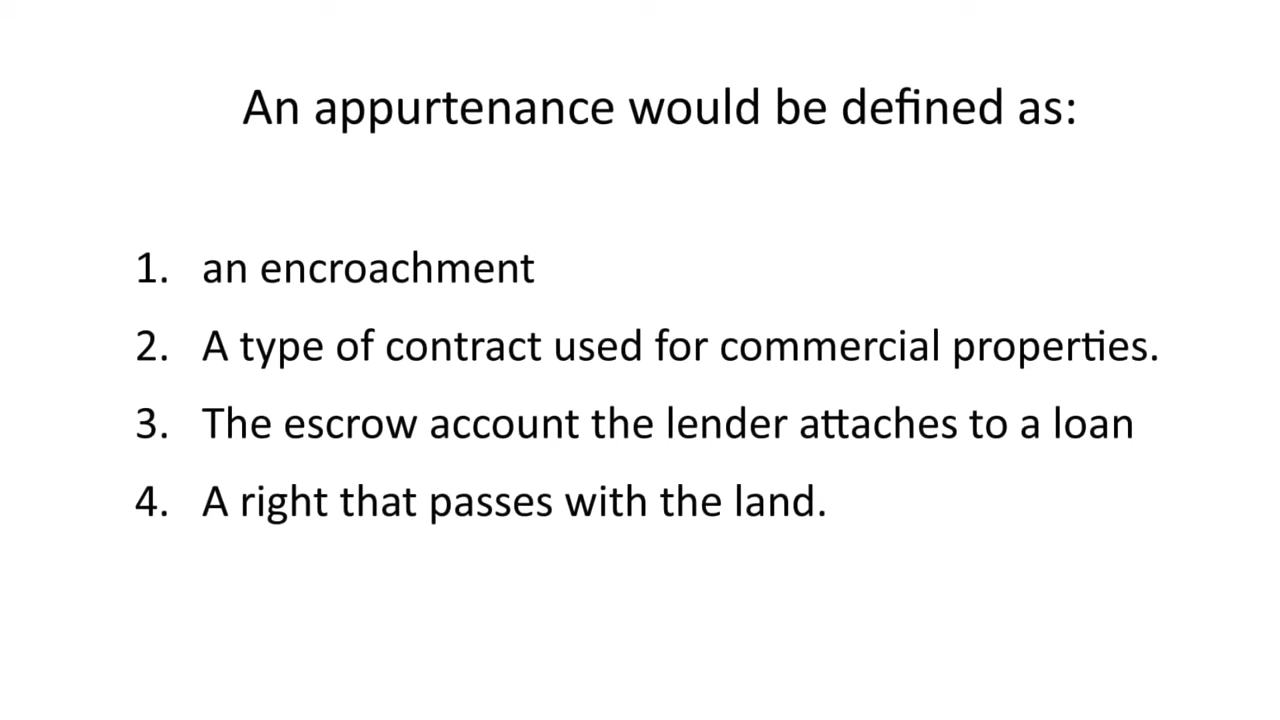 An appurtenance would be defined as:
1. an encroachment
2. A type of contract used for commercial properties.
3. The escrow account the lender attaches to a loan
4. A right that passes with the land.